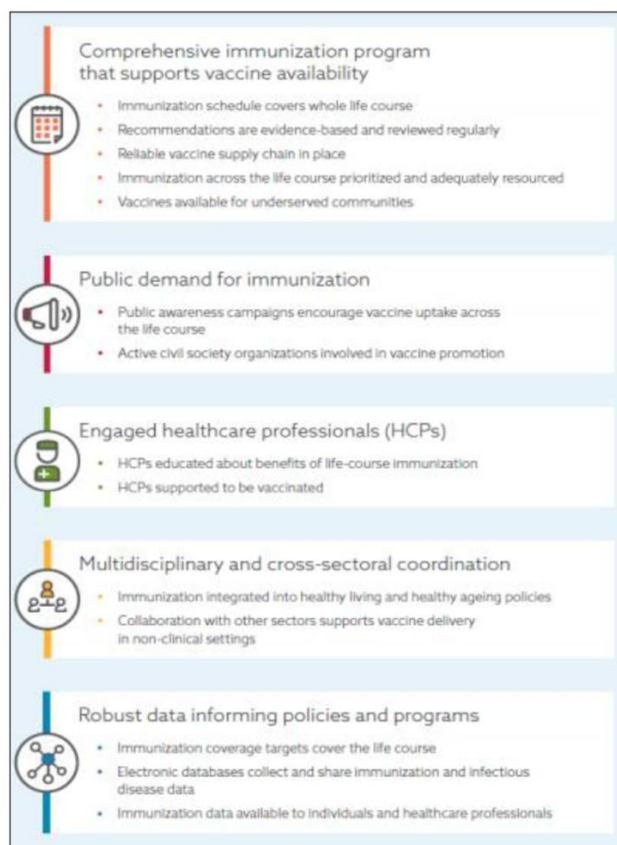 Comprehensive immunization program
that supports vaccine availability
• Immunization schedule covers whole life course
• Recommendations are evidence-based and reviewed regularly
• Reliable vaccine supply chain in place
• Immunization across the life course prioritized and adequately resourced
• Vaccines available for underserved communities
Public demand for immunization
• Public awareness campaigns encourage vaccine uptake across
the life course
• Active civil society organizations involved in vaccine promotion
Engaged healthcare professionals (HCPs)
• HCPs educated about benefits of life-course immunization
• HCPs supported to be vaccinated
Multidisciplinary and cross-sectoral coordination
• Immunization integrated into healthy living and healthy ageing policies
• Collaboration with other sectors supports vaccine delivery
in non-clinical settings
Robust data informing policies and programs
• Immunization coverage targets cover the life course
• Electronic databases collect and share immunization and infectious
disease data
• Immunization data available to individuals and healthcare professionals